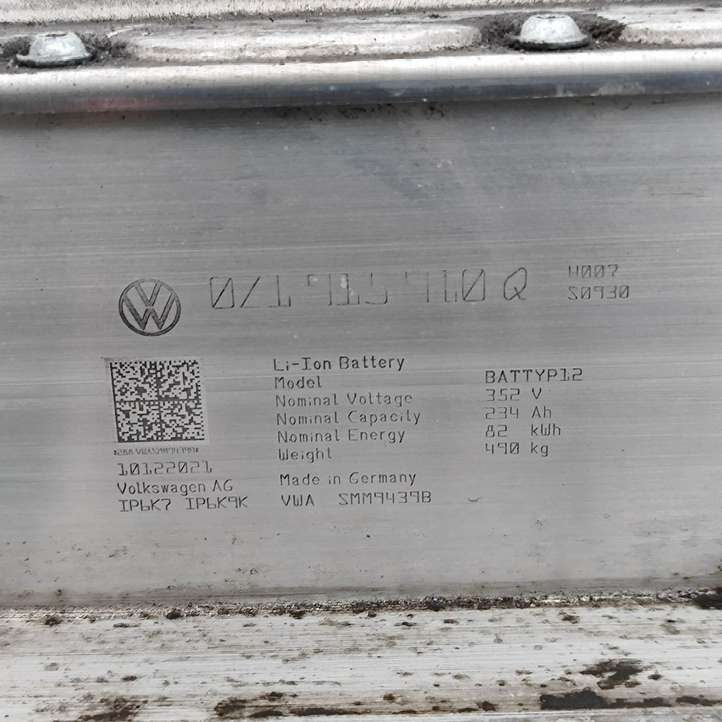 0Z1 915 910 Q
H007
S0930
Li-Ion Battery
Model BATTYP12
Nominal Voltage 352 V
Nominal Capacity 234 Ah
Nominal Energy 82 kWh
Weight 490 kg
10122021
Volkswagen AG Made in Germany
IP6K7 IP6K9K VWA SMM9439B